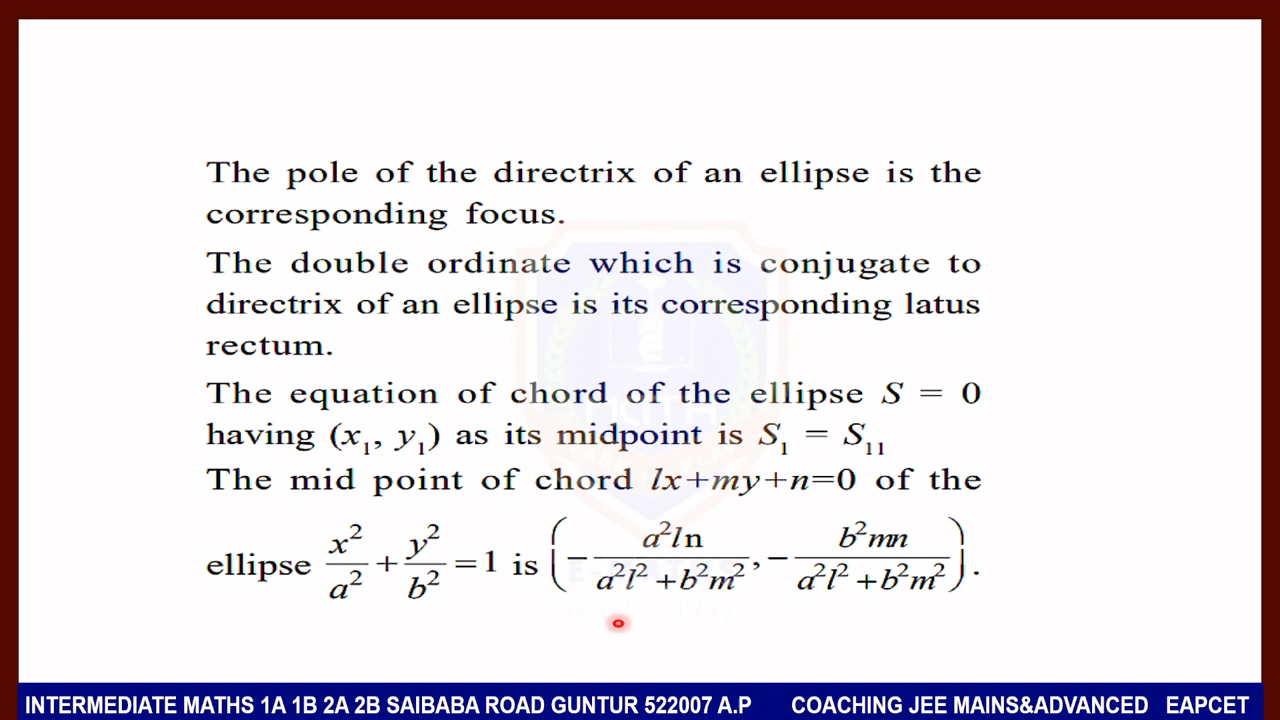 The pole of the directrix of an ellipse is the
corresponding focus.
The double ordinate which is conjugate to
directrix of an ellipse is its corresponding latus
rectum.
The equation of chord of the ellipse S = 0
having (x₁, y₁) as its midpoint is S₁ = S₁₁
The mid point of chord lx+my+n=0 of the
ellipse x²/a² + y²/b² = 1 is (− a²ln/(a²l² + b²m²), − b²mn/(a²l² + b²m²)).
INTERMEDIATE MATHS 1A 1B 2A 2B SAIBABA ROAD GUNTUR 522007 A.P COACHING JEE MAINS&ADVANCED EAPCET